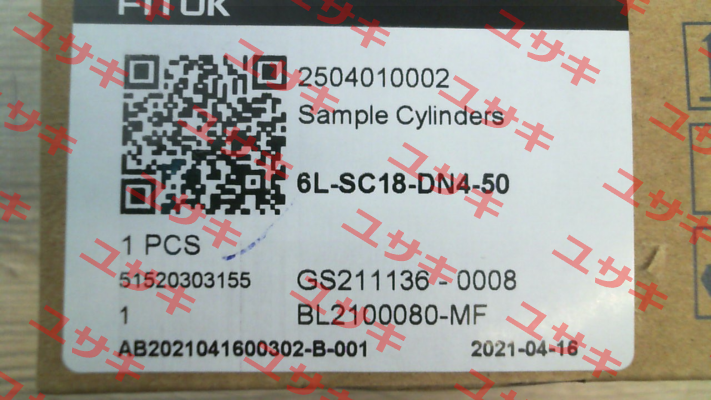 FITOK
2504010002
Sample Cylinders
6L-SC18-DN4-50
1 PCS
51520303155 GS211136 - 0008
1 BL2100080-MF
AB2021041600302-B-001 2021-04-16
ユサキ